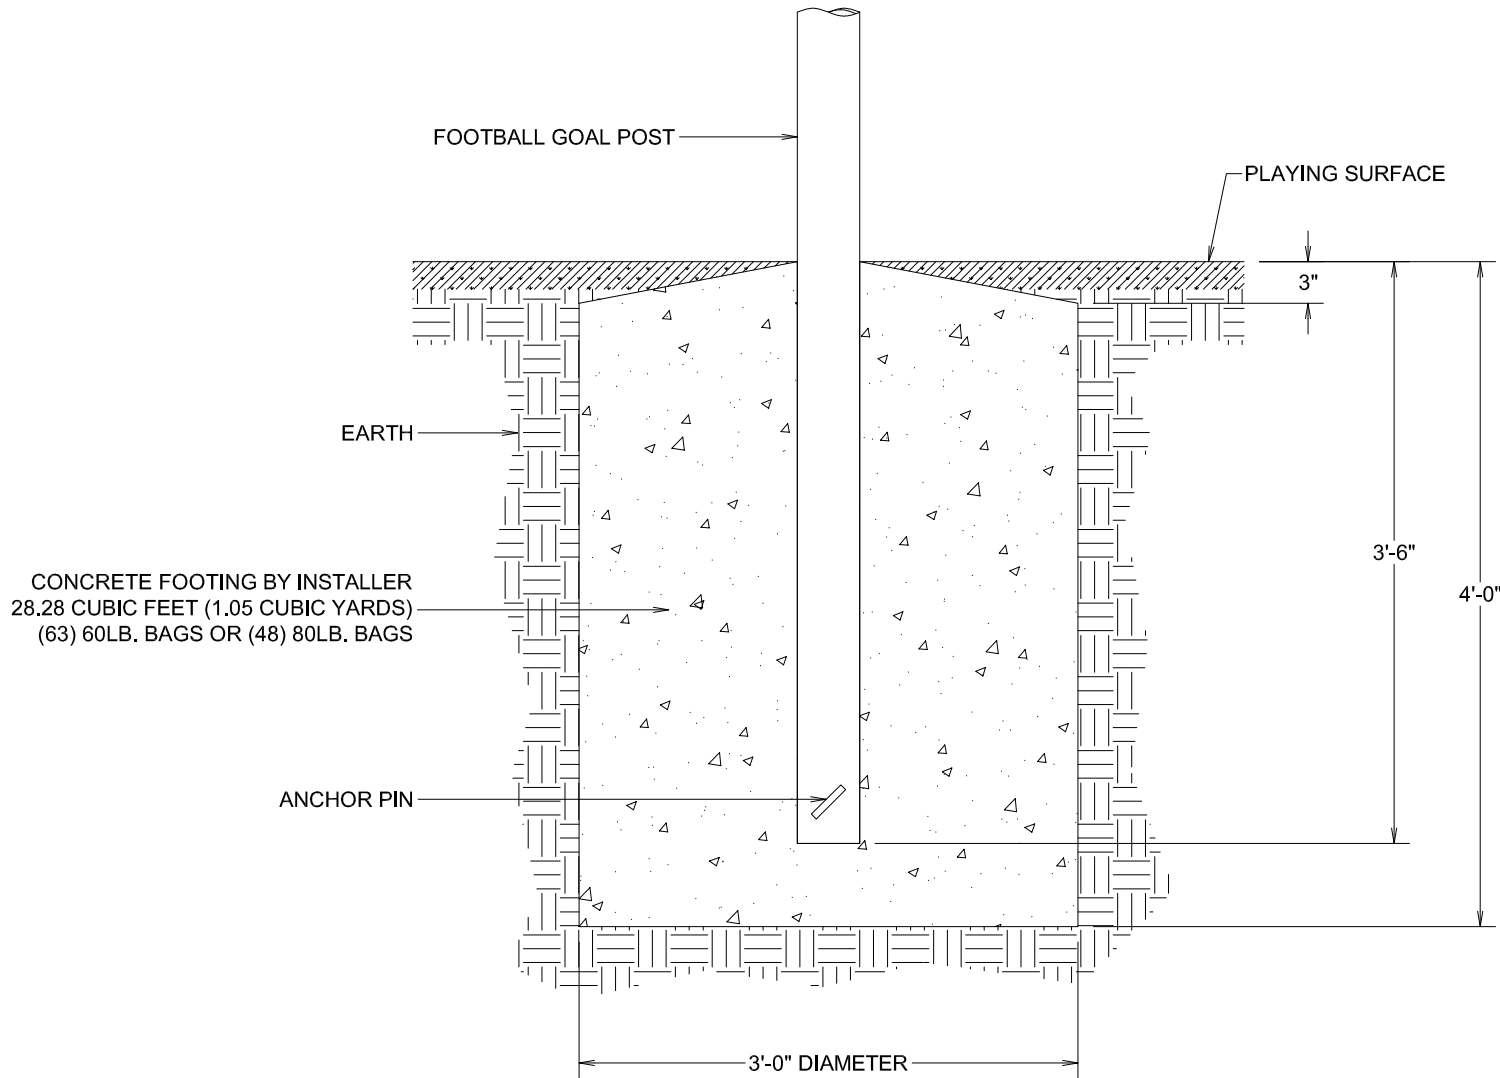 FOOTBALL GOAL POST
PLAYING SURFACE
3"
EARTH
3'-6"
CONCRETE FOOTING BY INSTALLER
28.28 CUBIC FEET (1.05 CUBIC YARDS)
(63) 60LB. BAGS OR (48) 80LB. BAGS
4'-0"
ANCHOR PIN
3'-0" DIAMETER